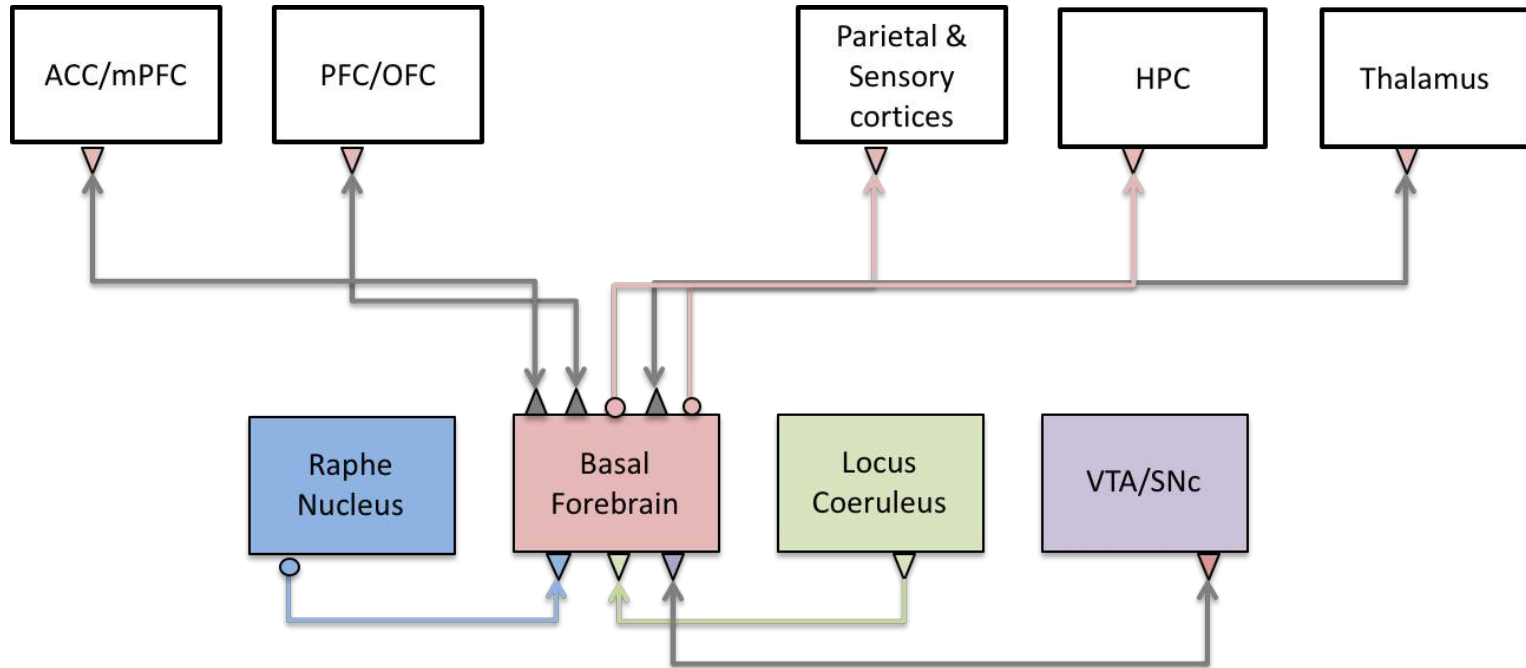 ACC/mPFC
PFC/OFC
Parietal &
Sensory
cortices
HPC
Thalamus
Raphe
Nucleus
Basal
Forebrain
Locus
Coeruleus
VTA/SNc